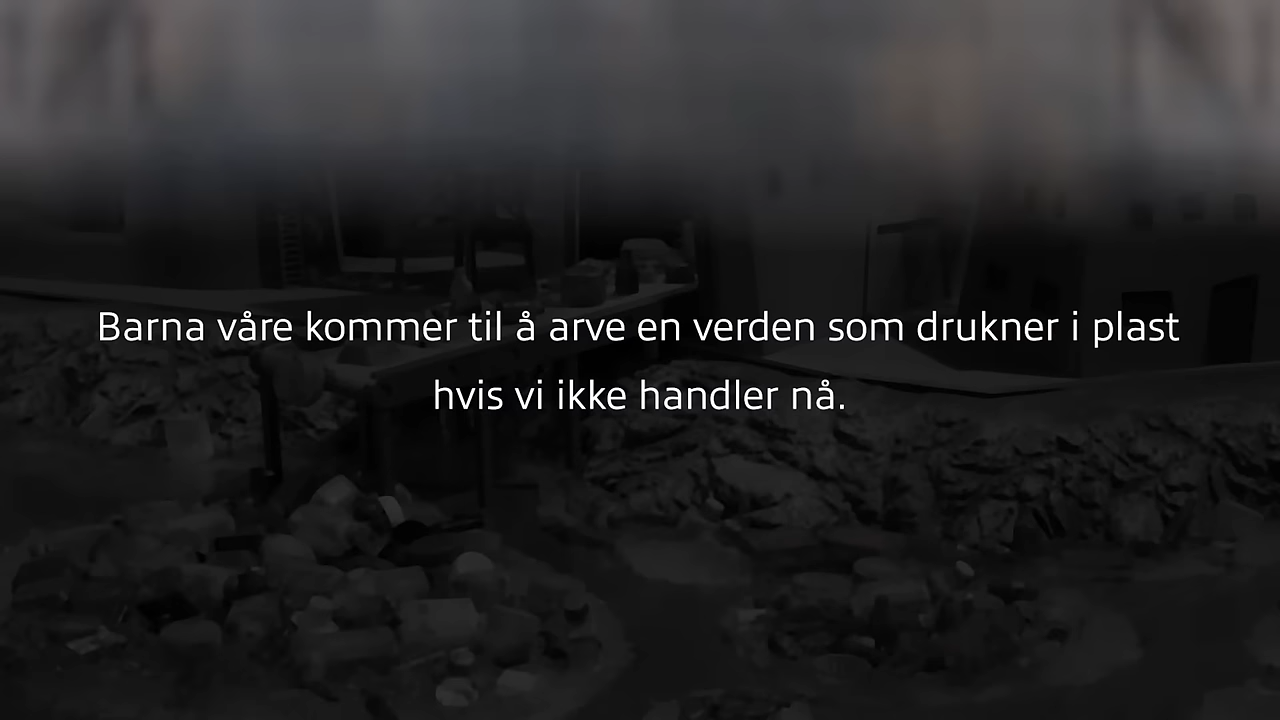 Barna våre kommer til å arve en verden som drukner i plast
hvis vi ikke handler nå.